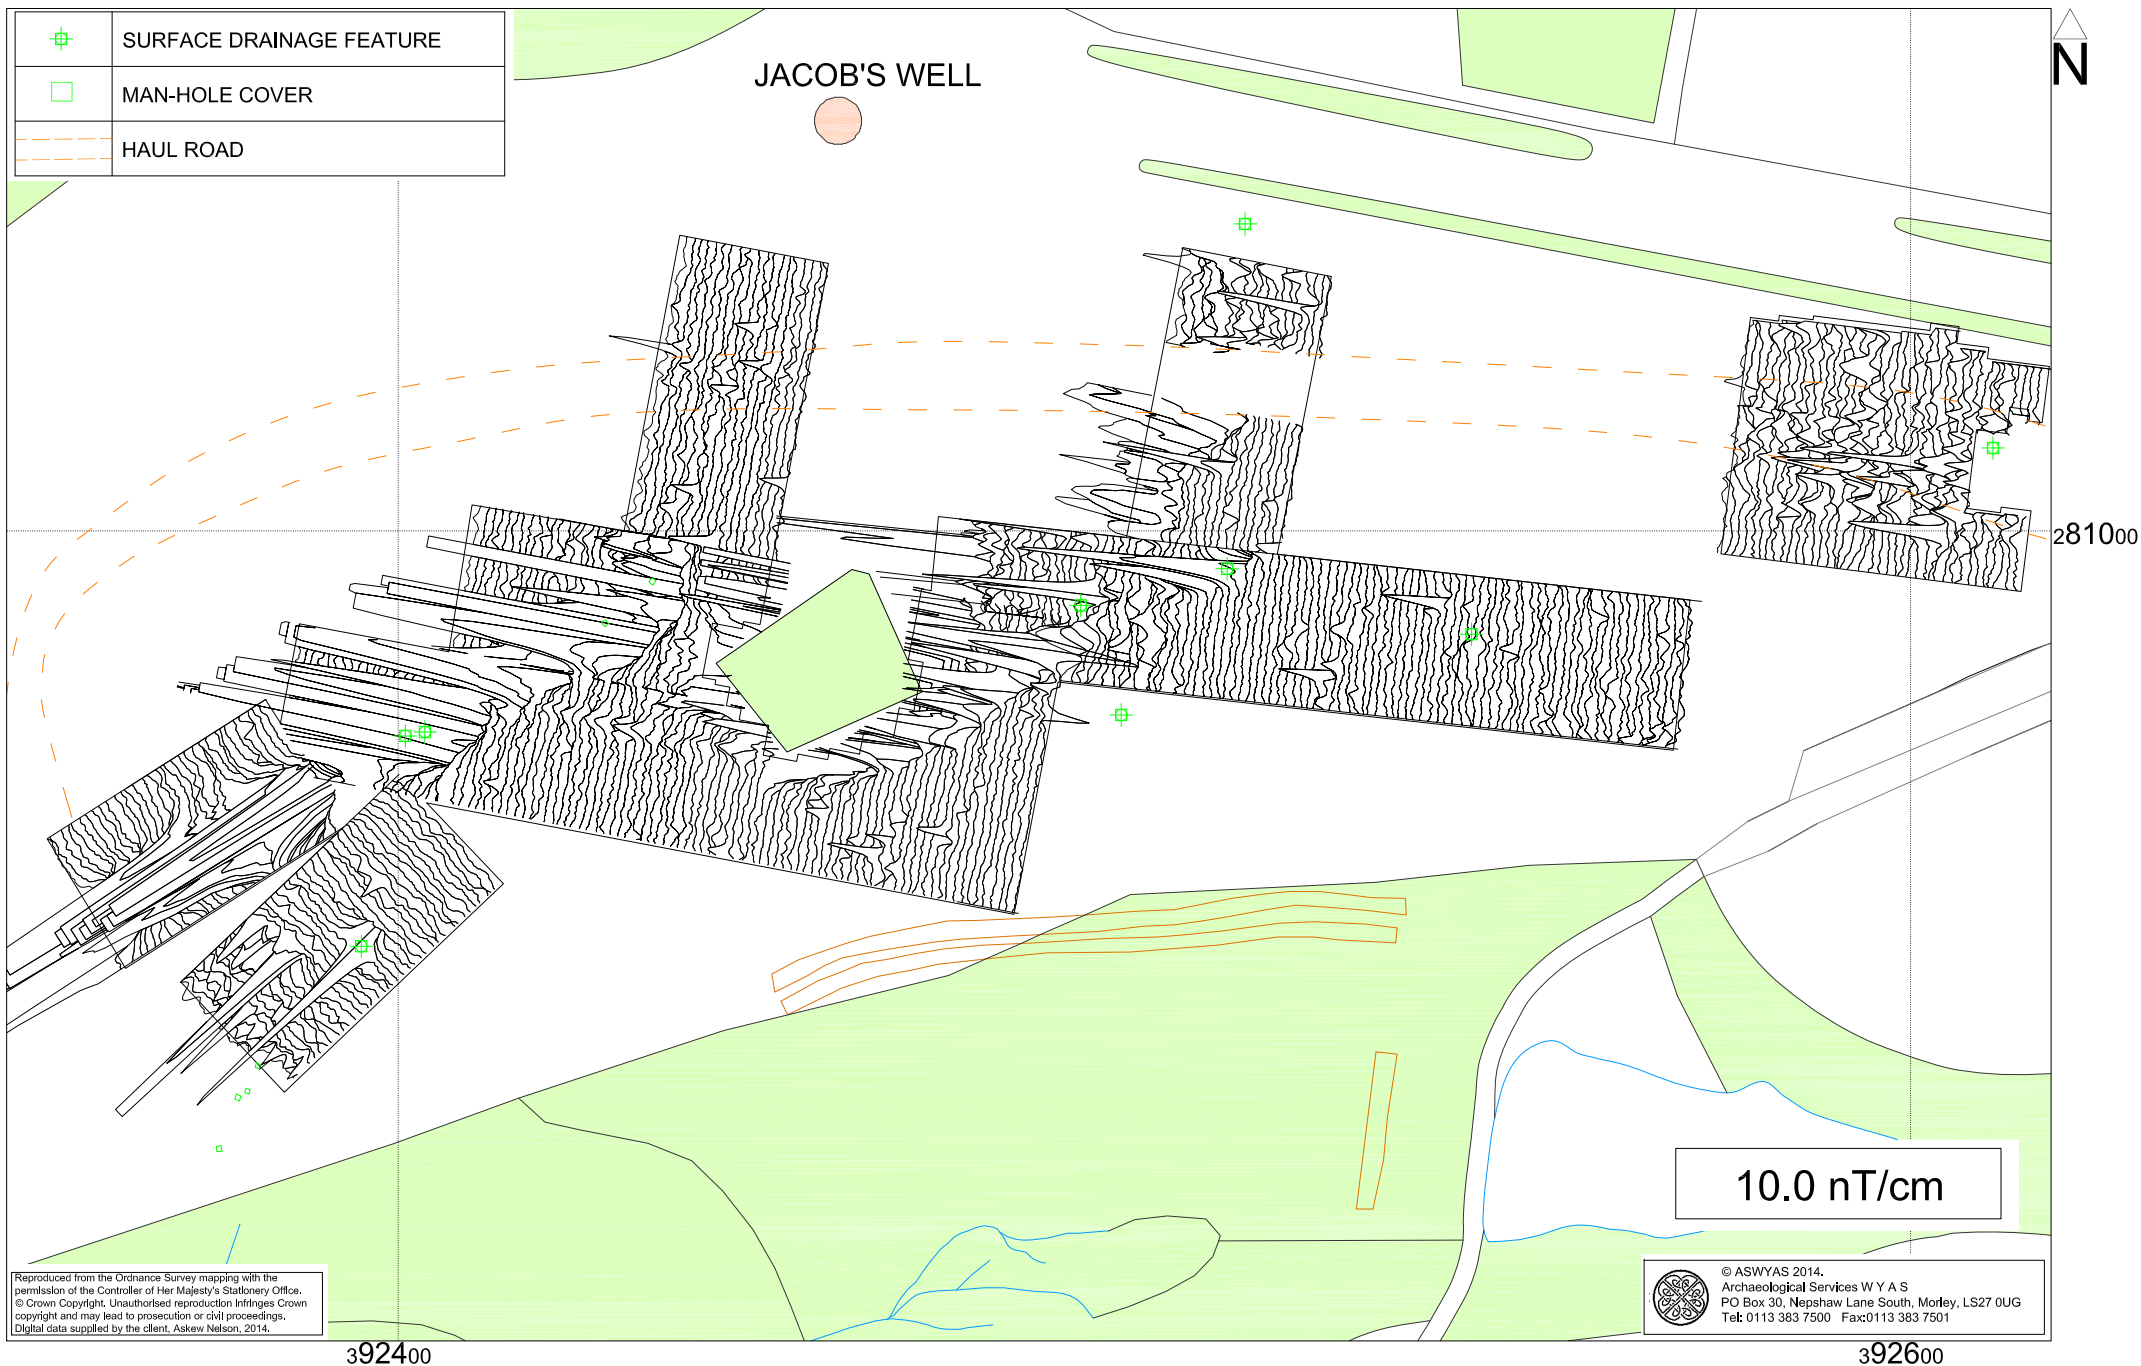 SURFACE DRAINAGE FEATURE
MAN-HOLE COVER
HAUL ROAD
JACOB'S WELL
N
281000
10.0 nT/cm
Reproduced from the Ordnance Survey mapping with the
permission of the Controller of Her Majesty's Stationery Office.
© Crown Copyright. Unauthorised reproduction infringes Crown
copyright and may lead to prosecution or civil proceedings.
Digital data supplied by the client, Askew Nelson, 2014.
© ASWYAS 2014.
Archaeological Services W Y A S
PO Box 30, Nepshaw Lane South, Morley, LS27 0UG
Tel: 0113 383 7500 Fax:0113 383 7501
392400
392600